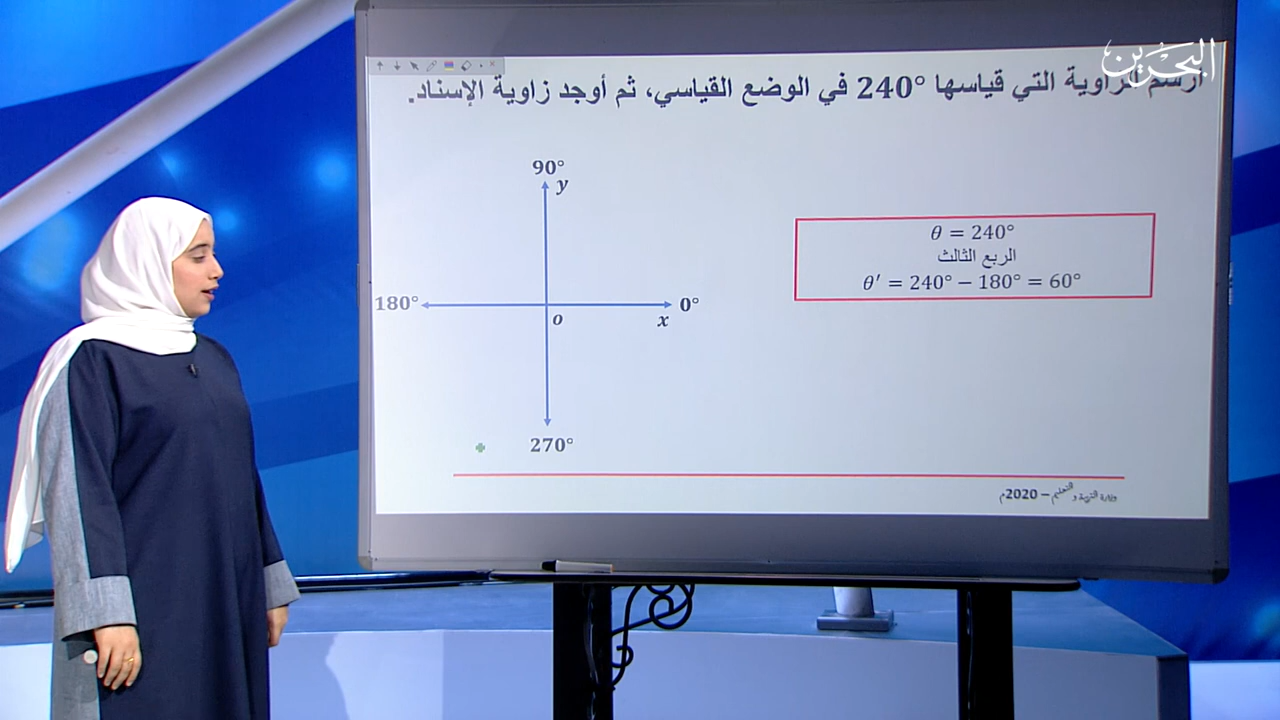 البحرين
أرسم الزاوية التي قياسها 240° في الوضع القياسي، ثم أوجد زاوية الإسناد.
90°
y
180°
0°
o
x
270°
θ = 240°
الربع الثالث
θ′ = 240° − 180° = 60°
وزارة التربية والتعليم – 2020م